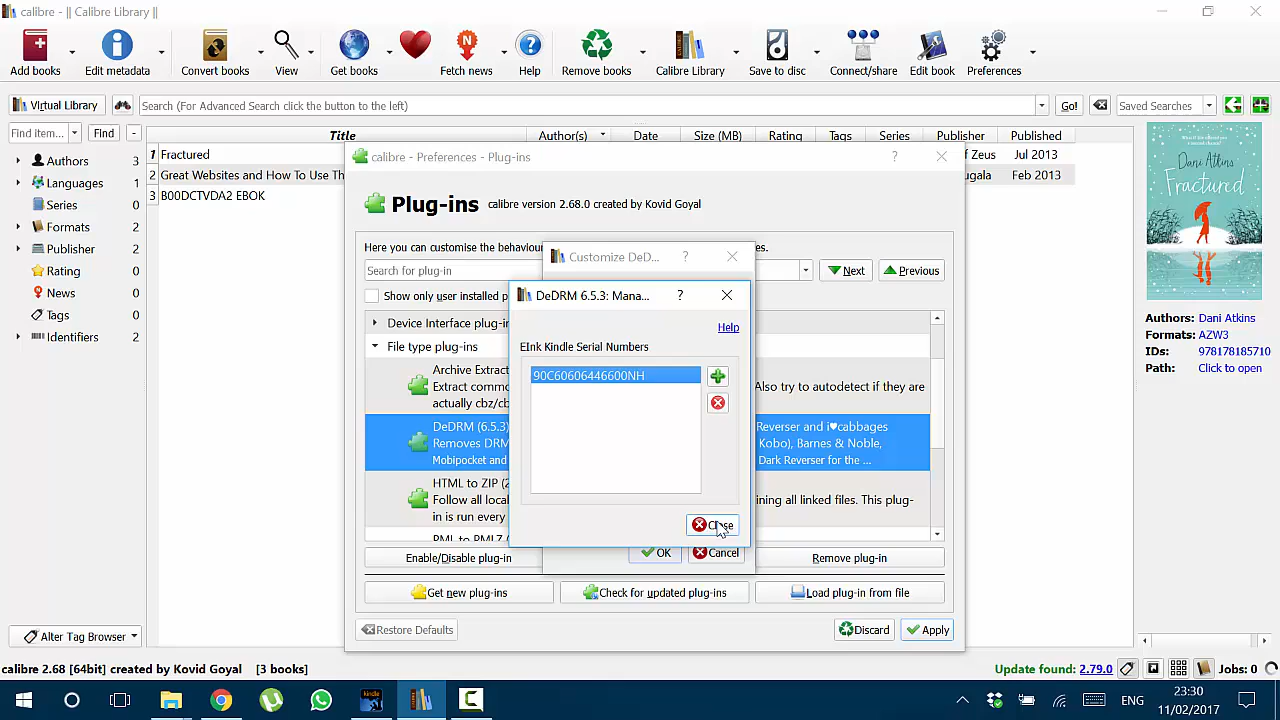 calibre - || Calibre Library ||
Add books
Edit metadata
Convert books
View
Get books
Fetch news
Help
Remove books
Calibre Library
Save to disc
Connect/share
Edit book
Preferences
Virtual Library
Search (For Advanced Search click the button to the left)
Go!
Saved Searches
Find item...
Find
-
Title
Author(s)
Date
Size (MB)
Rating
Tags
Series
Publisher
Published
1 Fractured
f Zeus
Jul 2013
2 Great Websites and How To Use Th
ugala
Feb 2013
3 B00DCTVDA2 EBOK
Authors 3
Languages 1
Series 0
Formats 2
Publisher 2
Rating 0
News 0
Tags 0
Identifiers 2
calibre - Preferences - Plug-ins
?
Plug-ins
calibre version 2.68.0 created by Kovid Goyal
Here you can customise the behaviou
es.
Search for plug-in
Next
Previous
Show only user installed p
Device Interface plug-in
File type plug-ins
Archive Extrac
Extract commo
Also try to autodetect if they are
actually cbz/cb
DeDRM (6.5.3)
Reverser and i♥cabbages
Removes DRM
Kobo), Barnes & Noble,
Mobipocket and
Dark Reverser for the ...
HTML to ZIP (2
Follow all local
ining all linked files. This plug-
in is run every
PML to PMLZ (
Enable/Disable plug-in
Remove plug-in
Get new plug-ins
Check for updated plug-ins
Load plug-in from file
Restore Defaults
Discard
Apply
Customize DeD...
?
OK
Cancel
DeDRM 6.5.3: Mana...
?
Help
EInk Kindle Serial Numbers
90C60606446600NH
Close
Dani Atkins
Fractured
Authors: Dani Atkins
Formats: AZW3
IDs: 978178185710
Path: Click to open
Alter Tag Browser
calibre 2.68 [64bit] created by Kovid Goyal [3 books]
Update found: 2.79.0
Jobs: 0
kindle
ENG
23:30
11/02/2017